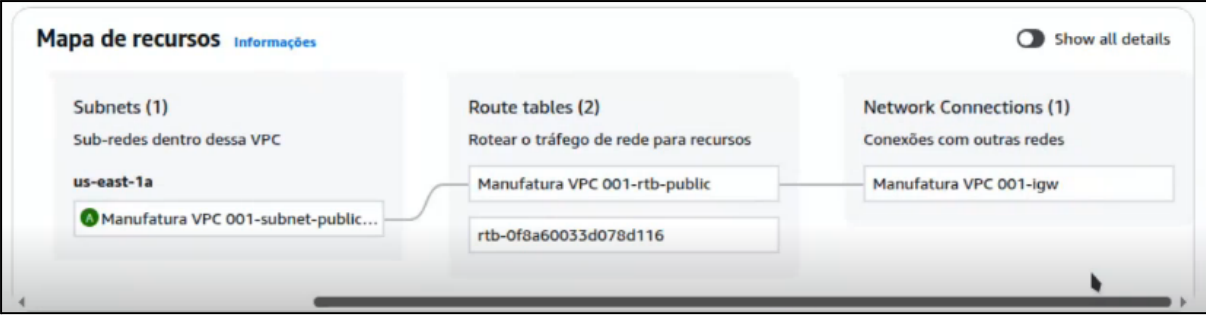 Mapa de recursos Informações
Show all details
Subnets (1)
Sub-redes dentro dessa VPC
us-east-1a
A Manufatura VPC 001-subnet-public...
Route tables (2)
Rotear o tráfego de rede para recursos
Manufatura VPC 001-rtb-public
rtb-0f8a60033d078d116
Network Connections (1)
Conexões com outras redes
Manufatura VPC 001-igw